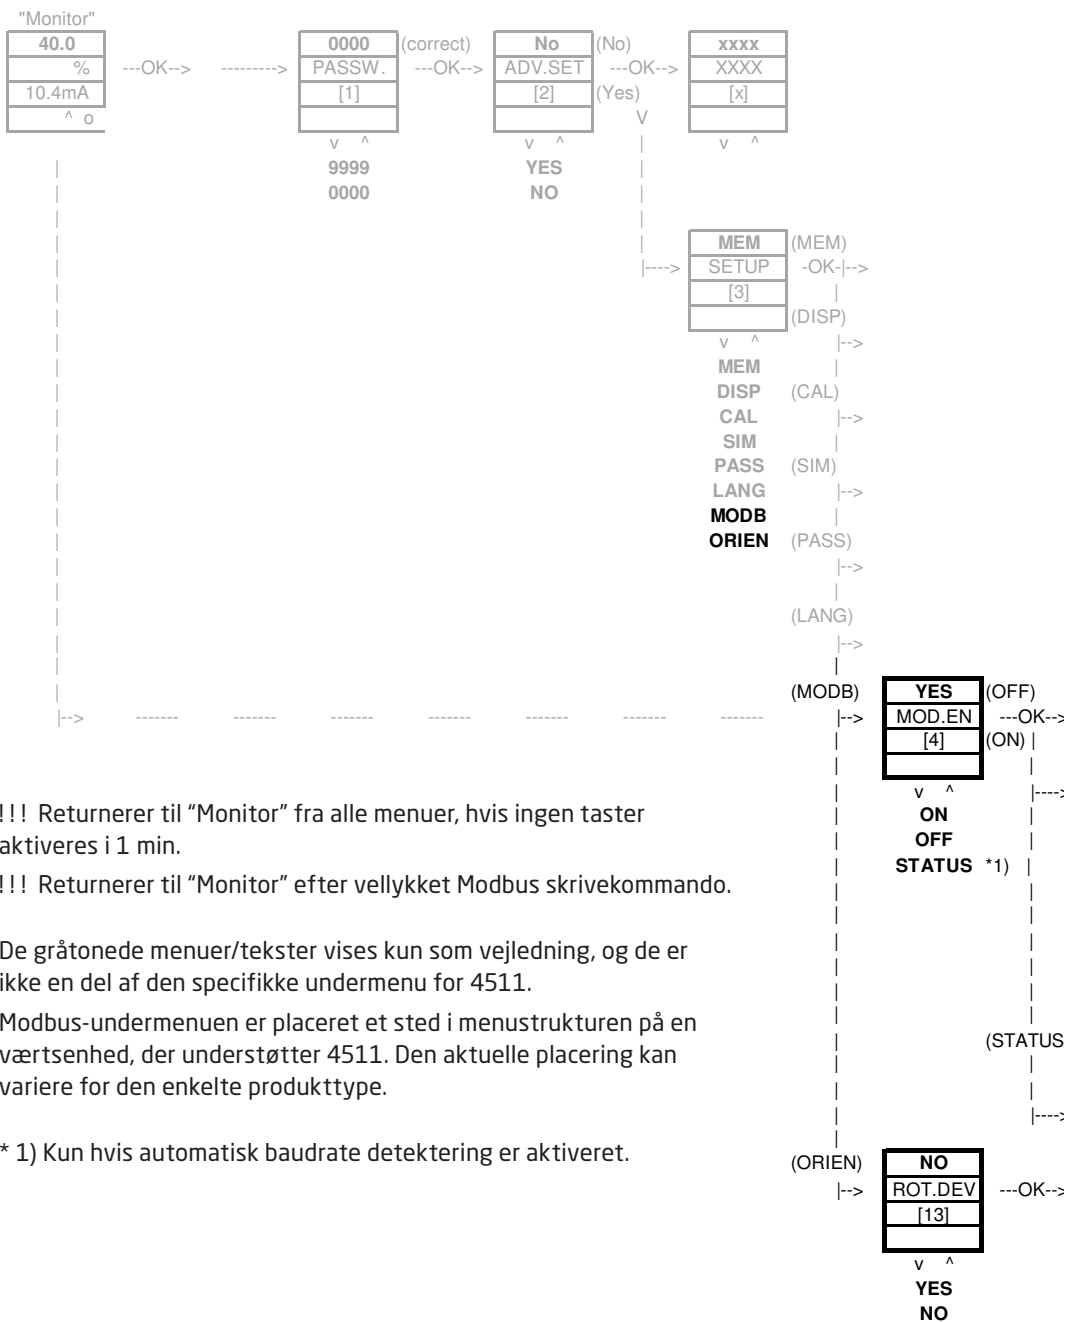 "Monitor"
40.0 0000 (correct) No (No) xxxx
% ---OK--> ---------> PASSW. ---OK--> ADV.SET ---OK--> XXXX
10.4mA [1] [2] (Yes) [x]
^ o V
v ^ v ^ | v ^
| 9999 YES |
| 0000 NO |
| |
| | MEM (MEM)
| |----> SETUP -OK-|-->
| [3] |
| (DISP)
| v ^ |-->
| MEM |
| DISP (CAL)
| CAL |-->
| SIM |
| PASS (SIM)
| LANG |-->
| MODB |
| ORIEN (PASS)
| |-->
| |
| (LANG)
| |-->
| |
| (MODB) YES (OFF)
|--> ------- ------- ------- ------- ------- ------- ------- |--> MOD.EN ---OK-->
| [4] (ON) |
| |
| v ^ |---->
!!! Returnerer til “Monitor” fra alle menuer, hvis ingen taster
aktiveres i 1 min.
!!! Returnerer til “Monitor” efter vellykket Modbus skrivekommando.
| ON |
| OFF |
| STATUS *1) |
De gråtonede menuer/tekster vises kun som vejledning, og de er
ikke en del af den specifikke undermenu for 4511.
Modbus-undermenuen er placeret et sted i menustrukturen på en
værtsenhed, der understøtter 4511. Den aktuelle placering kan
variere for den enkelte produkttype.
| (STATUS
| |
| |---->
* 1) Kun hvis automatisk baudrate detektering er aktiveret.
(ORIEN) NO
|--> ROT.DEV ---OK-->
[13]
v ^
YES
NO